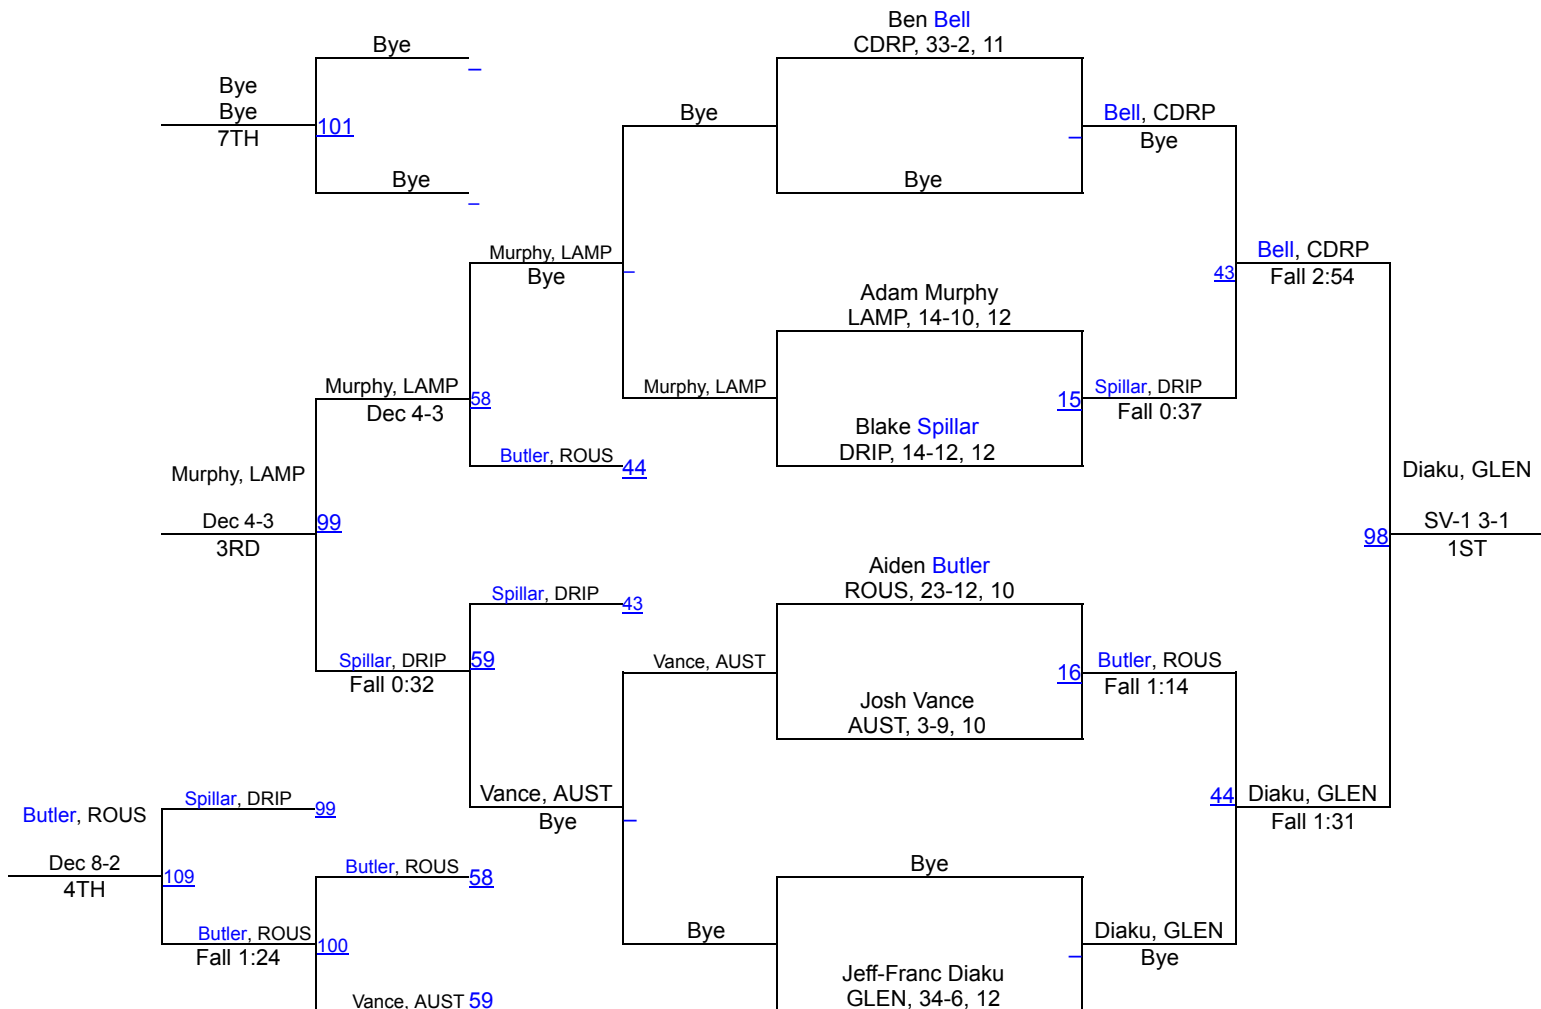 Ben Bell
CDRP, 33-2, 11
Bye
Bye
Bye
7TH
101
Bye
Bye
Bye
Bell, CDRP
Bye
Murphy, LAMP
Bye
Bell, CDRP
Fall 2:54
43
Adam Murphy
LAMP, 14-10, 12
Murphy, LAMP
Dec 4-3
58
Murphy, LAMP
15
Spillar, DRIP
Fall 0:37
Blake Spillar
DRIP, 14-12, 12
Butler, ROUS
44
Murphy, LAMP
Dec 4-3
3RD
99
Diaku, GLEN
SV-1 3-1
1ST
98
Aiden Butler
ROUS, 23-12, 10
Spillar, DRIP
43
Spillar, DRIP
Fall 0:32
59
Vance, AUST
16
Butler, ROUS
Fall 1:14
Josh Vance
AUST, 3-9, 10
Vance, AUST
Bye
44
Diaku, GLEN
Fall 1:31
Butler, ROUS
Dec 8-2
4TH
Spillar, DRIP
99
109
Butler, ROUS
58
Bye
Butler, ROUS
Fall 1:24
100
Bye
Diaku, GLEN
Bye
Jeff-Franc Diaku
GLEN, 34-6, 12
Vance, AUST
59